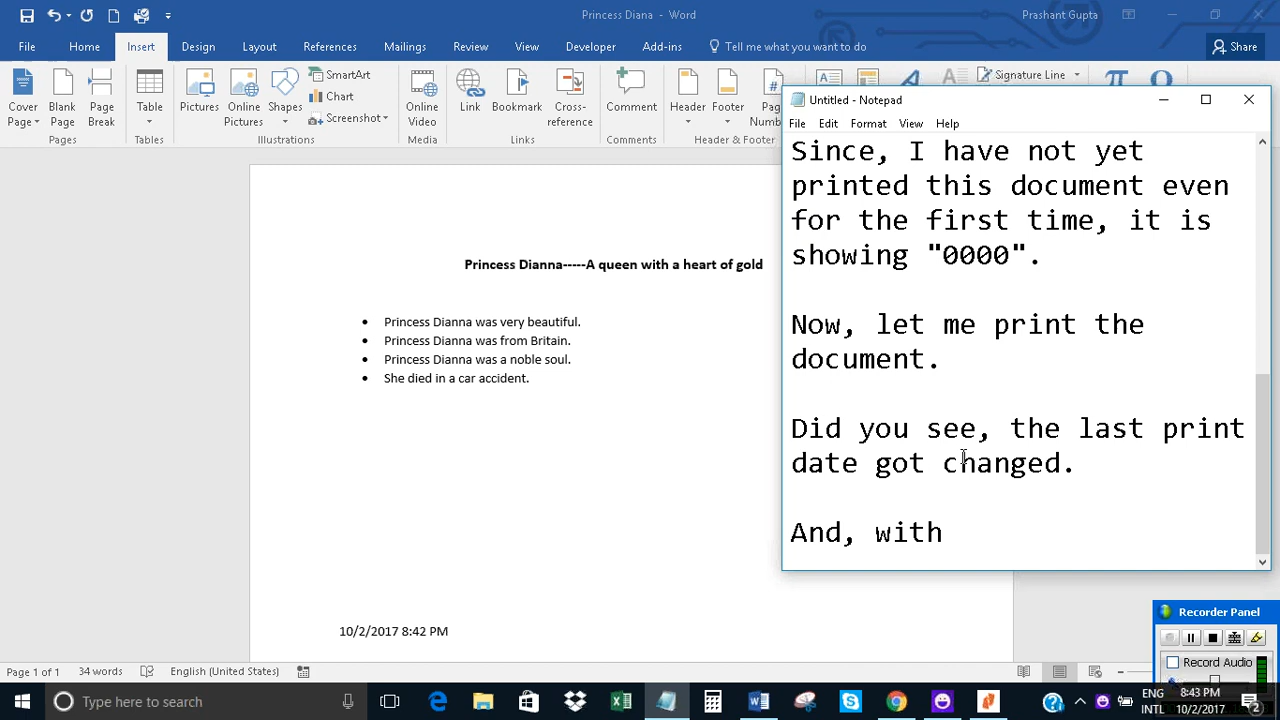 Princess Diana - Word
Prashant Gupta
File Home Insert Design Layout References Mailings Review View Developer Add-ins Tell me what you want to do Share
Cover Page
Blank Page
Page Break
Pages
Table
Tables
Pictures
Online Pictures
Shapes
SmartArt
Chart
Screenshot
Illustrations
Online Video
Media
Link
Bookmark
Cross-reference
Links
Comment
Comments
Header
Footer
Header & Footer
Signature Line
Untitled - Notepad
File Edit Format View Help
Since, I have not yet
printed this document even
for the first time, it is
showing "0000".
Now, let me print the
document.
Did you see, the last print
date got changed.
And, with
Princess Dianna-----A queen with a heart of gold
• Princess Dianna was very beautiful.
• Princess Dianna was from Britain.
• Princess Dianna was a noble soul.
• She died in a car accident.
10/2/2017 8:42 PM
Recorder Panel
Record Audio
Page 1 of 1 34 words English (United States)
Type here to search
ENG
INTL
8:43 PM
10/2/2017
2